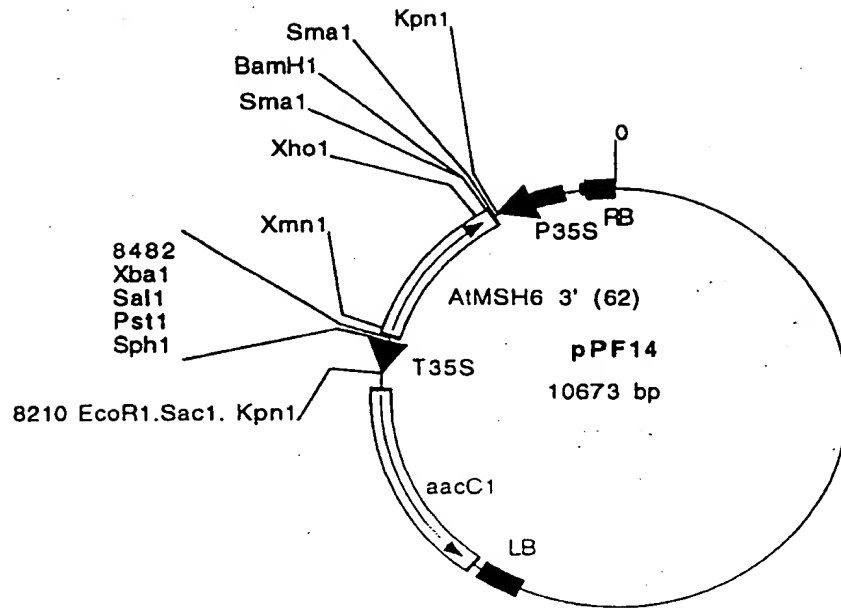 Sma1
Kpn1
BamH1
Sma1
Xho1
0
RB
P35S
Xmn1
8482
Xba1
Sal1
Pst1
Sph1
AtMSH6 3' (62)
pPF14
10673 bp
T35S
8210 EcoR1.Sac1. Kpn1
aacC1
LB